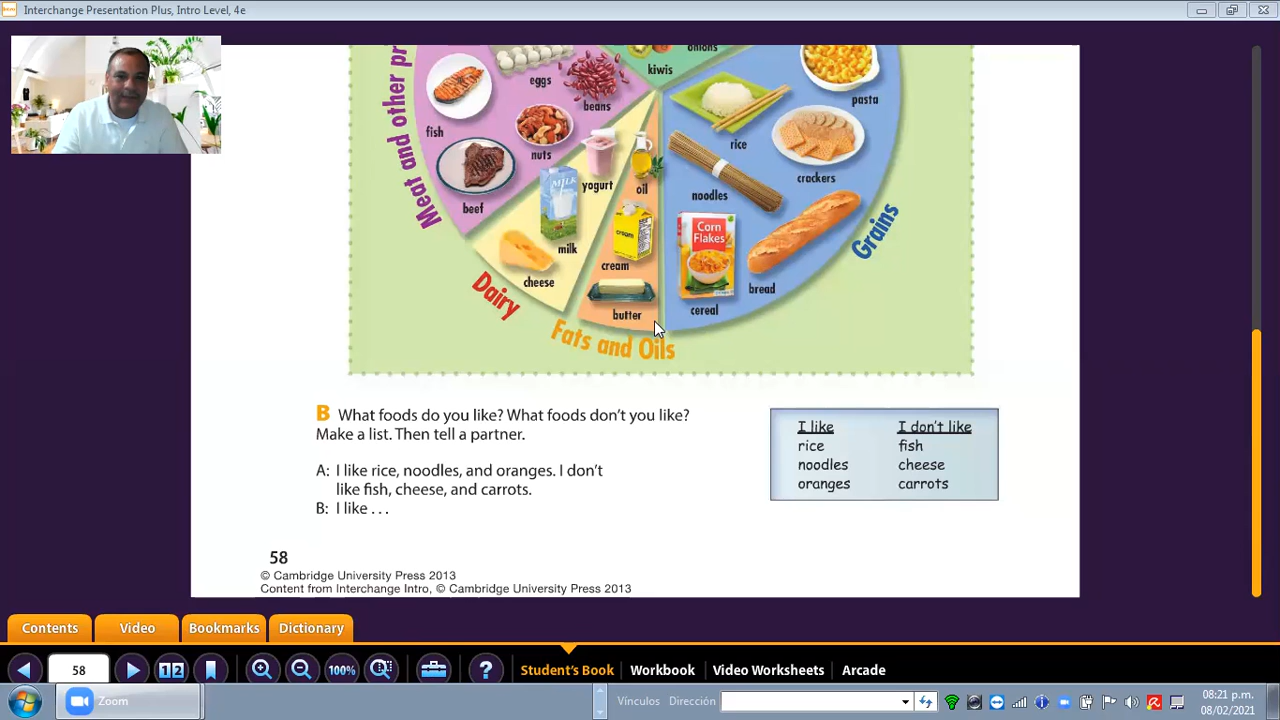 Interchange Presentation Plus, Intro Level, 4e
Meat and other pr
onions
kiwis
eggs
beans
fish
nuts
beef
pasta
rice
crackers
noodles
Corn
Flakes
bread
cereal
Grains
yogurt
MILK
milk
cheese
Dairy
oil
cream
cream
butter
Fats and Oils
B What foods do you like? What foods don't you like?
Make a list. Then tell a partner.
A: I like rice, noodles, and oranges. I don't
like fish, cheese, and carrots.
B: I like . . .
I like I don't like
rice fish
noodles cheese
oranges carrots
58
© Cambridge University Press 2013
Content from Interchange Intro, © Cambridge University Press 2013
Contents Video Bookmarks Dictionary
58 12 100% ? Student's Book Workbook Video Worksheets Arcade
Zoom Vínculos Dirección 08:21 p.m.
08/02/2021